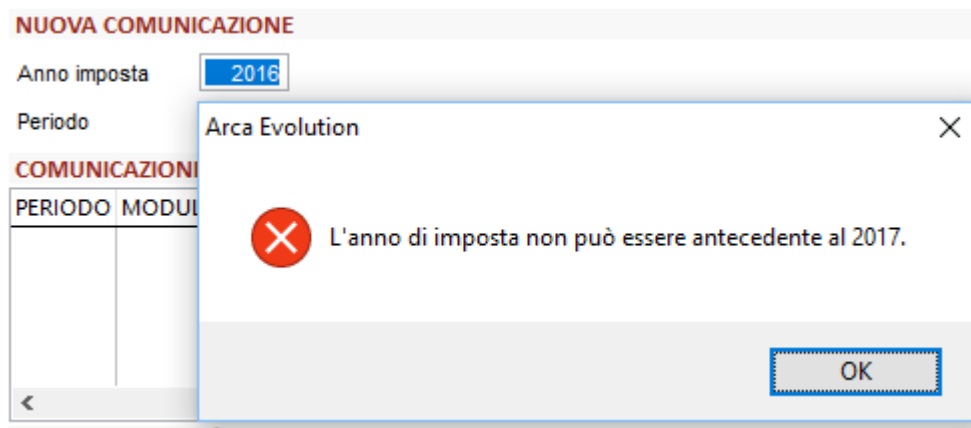 NUOVA COMUNICAZIONE
Anno imposta 2016
Periodo
Arca Evolution
COMUNICAZIONI
PERIODO MODUL
L'anno di imposta non può essere antecedente al 2017.
OK